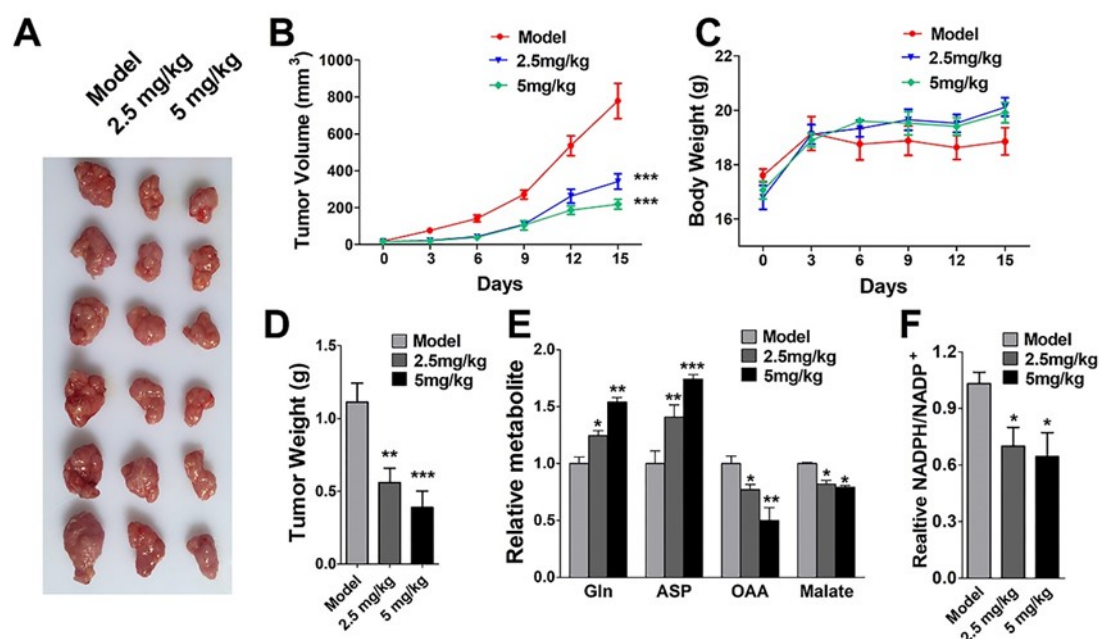 A
Model
2.5 mg/kg
5 mg/kg
B
Model
2.5mg/kg
5mg/kg
Tumor Volume (mm³)
1000
800
600
400
200
0
***
***
0 3 6 9 12 15
Days
C
Model
2.5mg/kg
5mg/kg
Body Weight (g)
22
20
18
16
0 3 6 9 12 15
Days
D
Model
2.5mg/kg
5mg/kg
Tumor Weight (g)
1.5
1.0
0.5
0.0
**
***
Model
2.5 mg/kg
5 mg/kg
E
Model
2.5mg/kg
5mg/kg
Relative metabolite
2.0
1.5
1.0
0.5
0.0
* **
** ***
* **
* *
Gln ASP OAA Malate
F
Model
2.5mg/kg
5mg/kg
Realtive NADPH/NADP⁺
1.2
0.9
0.6
0.3
0.0
* *
Model
2.5 mg/kg
5 mg/kg